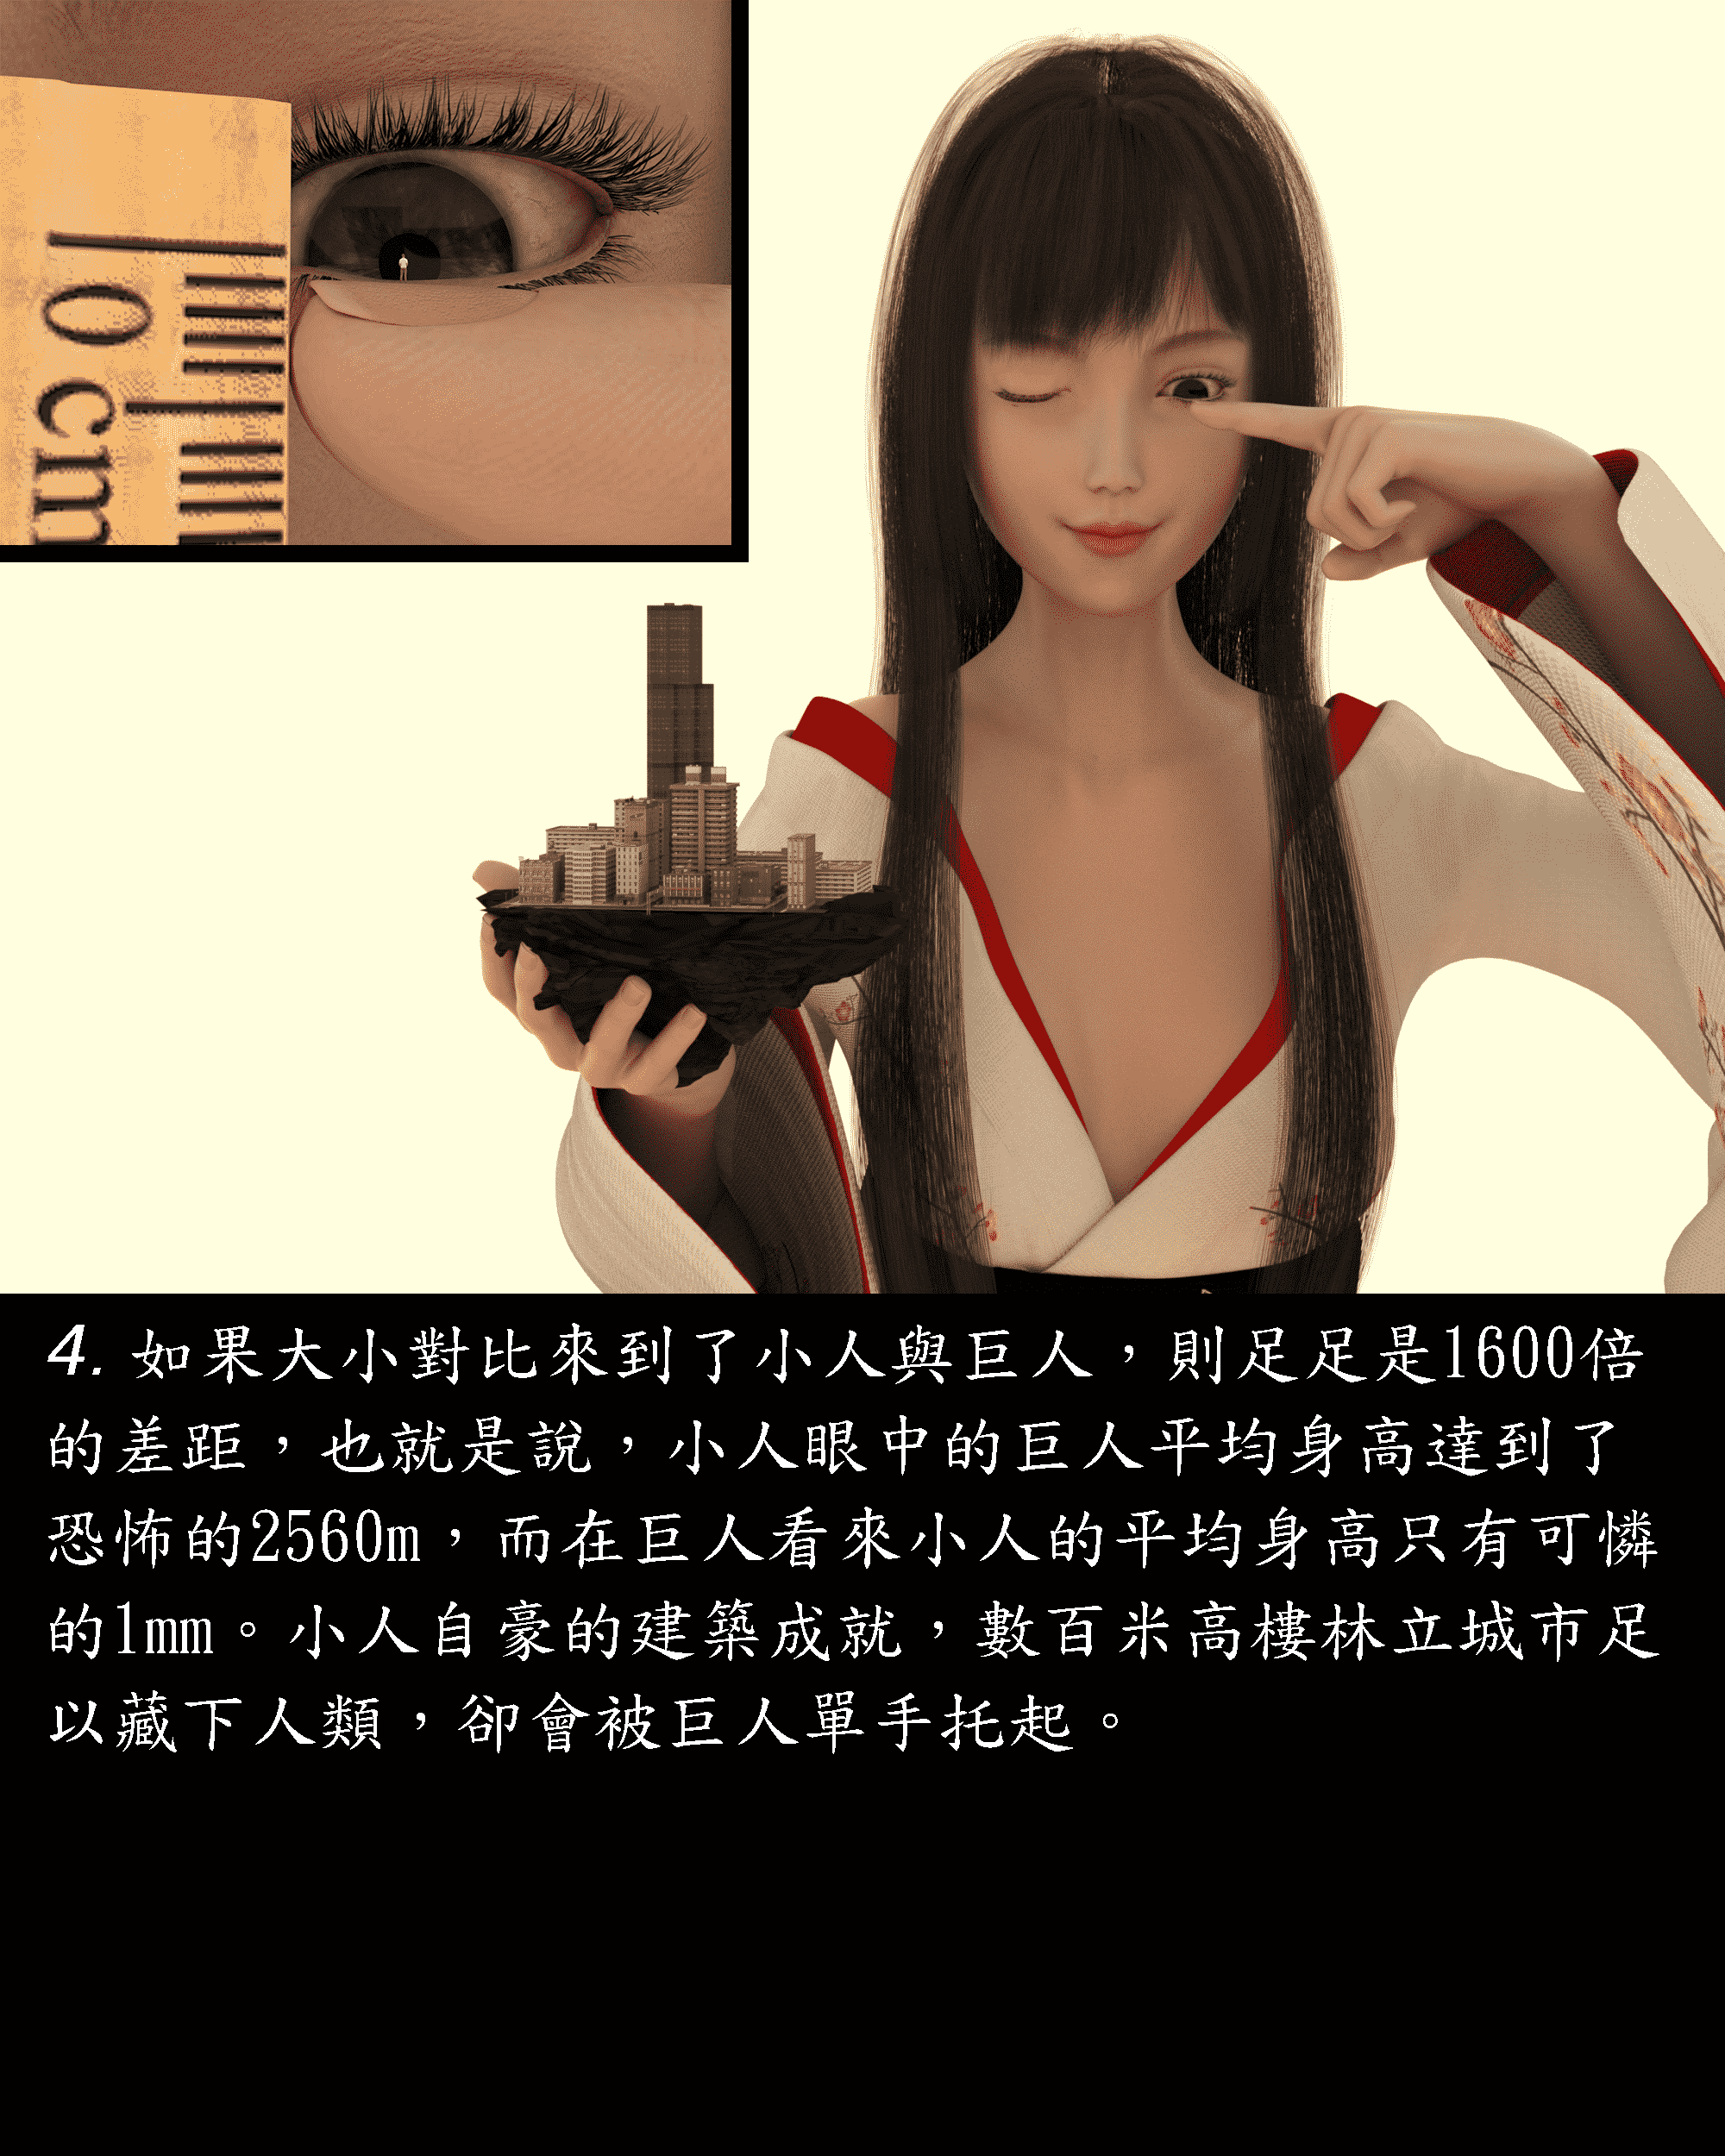 0 cm
4. 如果大小對比來到了小人與巨人，則足足是1600倍
的差距，也就是說，小人眼中的巨人平均身高達到了
恐怖的2560m，而在巨人看來小人的平均身高只有可憐
的1mm。小人自豪的建築成就，數百米高樓林立城市足
以藏下人類，卻會被巨人單手托起。